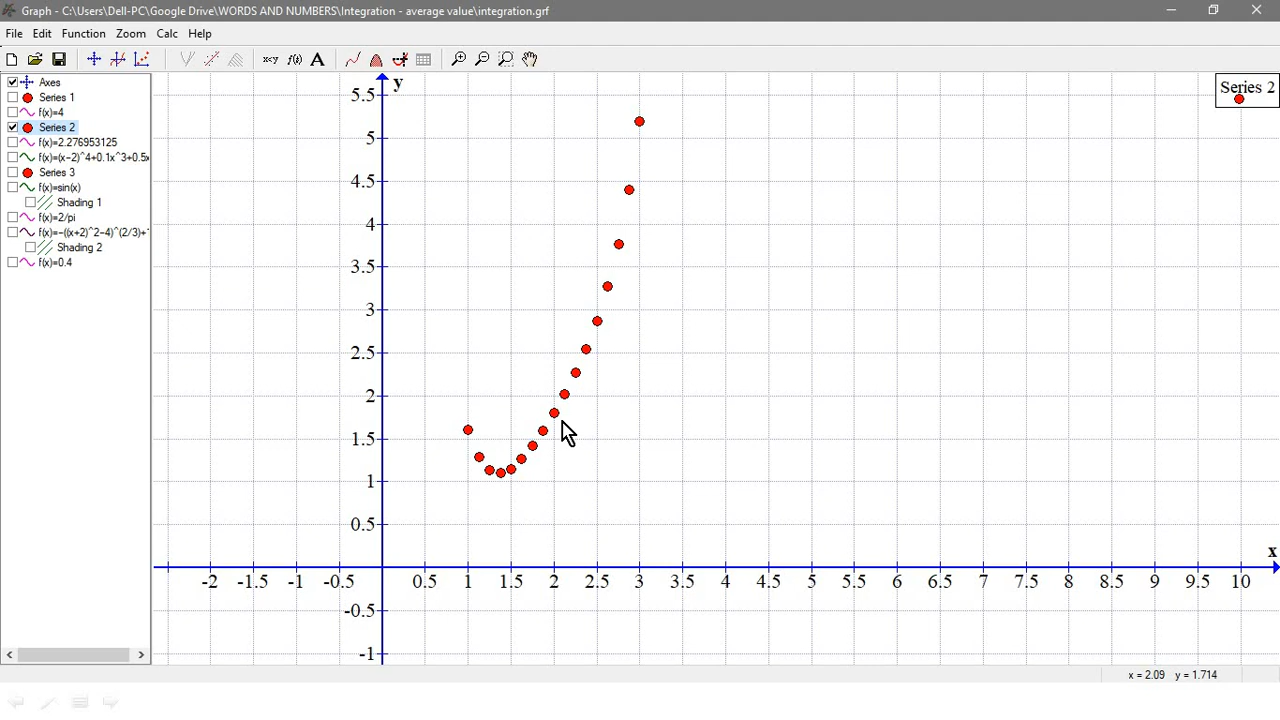 Graph - C:\Users\Dell-PC\Google Drive\WORDS AND NUMBERS\Integration - average value\integration.grf
File Edit Function Zoom Calc Help
Axes
Series 1
f(x)=4
Series 2
f(x)=2.276953125
f(x)=(x-2)^4+0.1x^3+0.5x
Series 3
f(x)=sin(x)
Shading 1
f(x)=2/pi
f(x)=-((x+2)^2-4)^(2/3)+
Shading 2
f(x)=0.4
y
Series 2
5.5
5
4.5
4
3.5
3
2.5
2
1.5
1
0.5
x
-2 -1.5 -1 -0.5 0.5 1 1.5 2 2.5 3 3.5 4 4.5 5 5.5 6 6.5 7 7.5 8 8.5 9 9.5 10
-0.5
-1
x = 2.09 y = 1.714